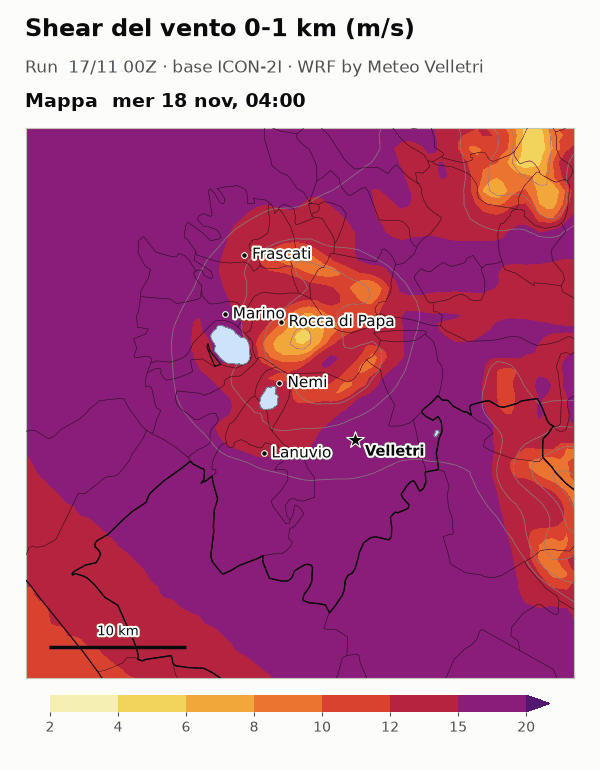 Shear del vento 0-1 km (m/s)
Run  17/11 00Z · base ICON-2I · WRF by Meteo Velletri
Mappa  mer 18 nov, 04:00
Frascati
Marino
Rocca di Papa
Nemi
Velletri
Lanuvio
10 km
2 4 6 8 10 12 15 20